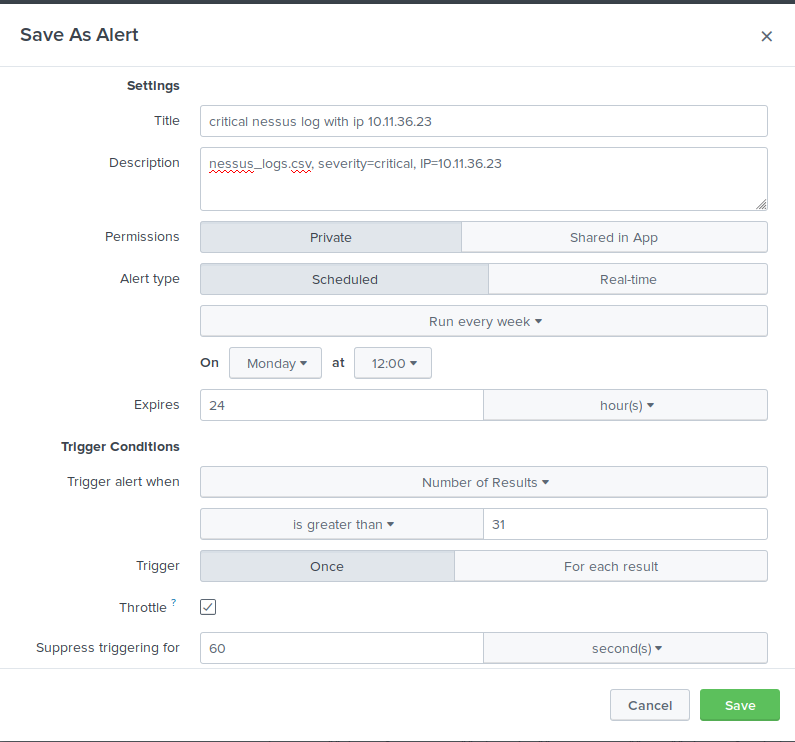 Save As Alert
Settings
Title critical nessus log with ip 10.11.36.23
Description nessus_logs.csv, severity=critical, IP=10.11.36.23
Permissions Private Shared in App
Alert type Scheduled Real-time
Run every week
On Monday at 12:00
Expires 24 hour(s)
Trigger Conditions
Trigger alert when Number of Results
is greater than 31
Trigger Once For each result
Throttle ?
Suppress triggering for 60 second(s)
Cancel Save